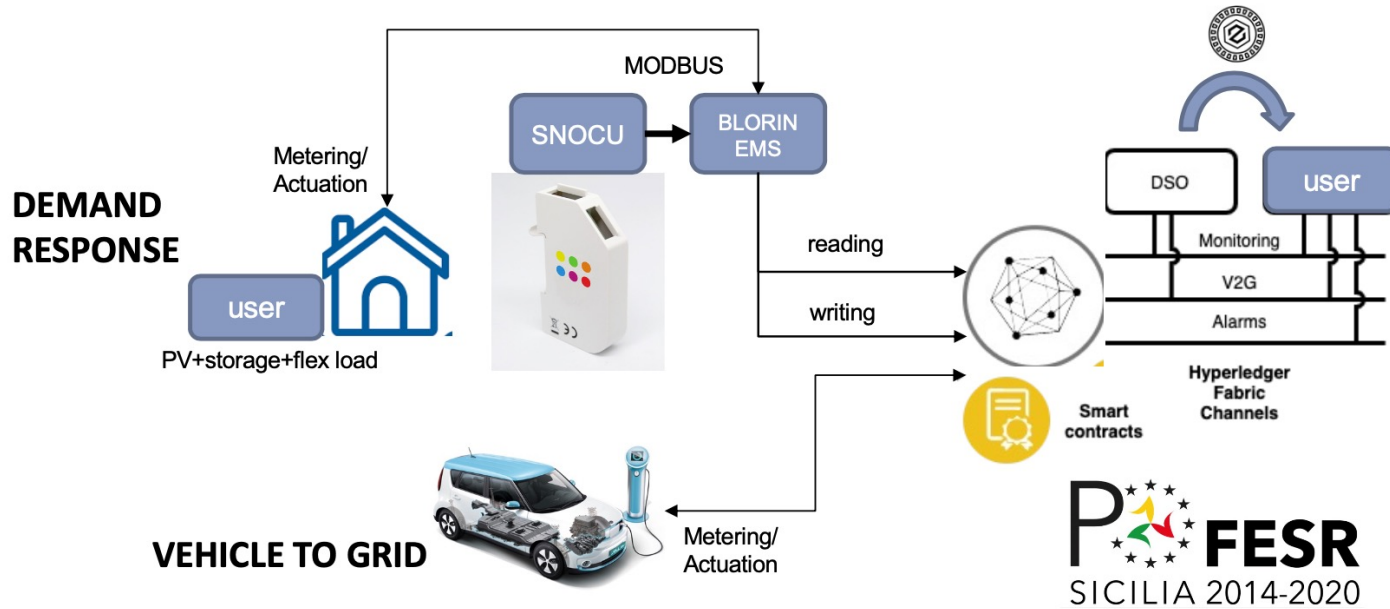 MODBUS
SNOCU
BLORIN
EMS
Metering/
Actuation
DSO
user
DEMAND
RESPONSE
Monitoring
reading
V2G
user
writing
Alarms
PV+storage+flex load
Hyperledger
Fabric
Channels
Smart
contracts
VEHICLE TO GRID
Metering/
Actuation
PO FESR
SICILIA 2014-2020